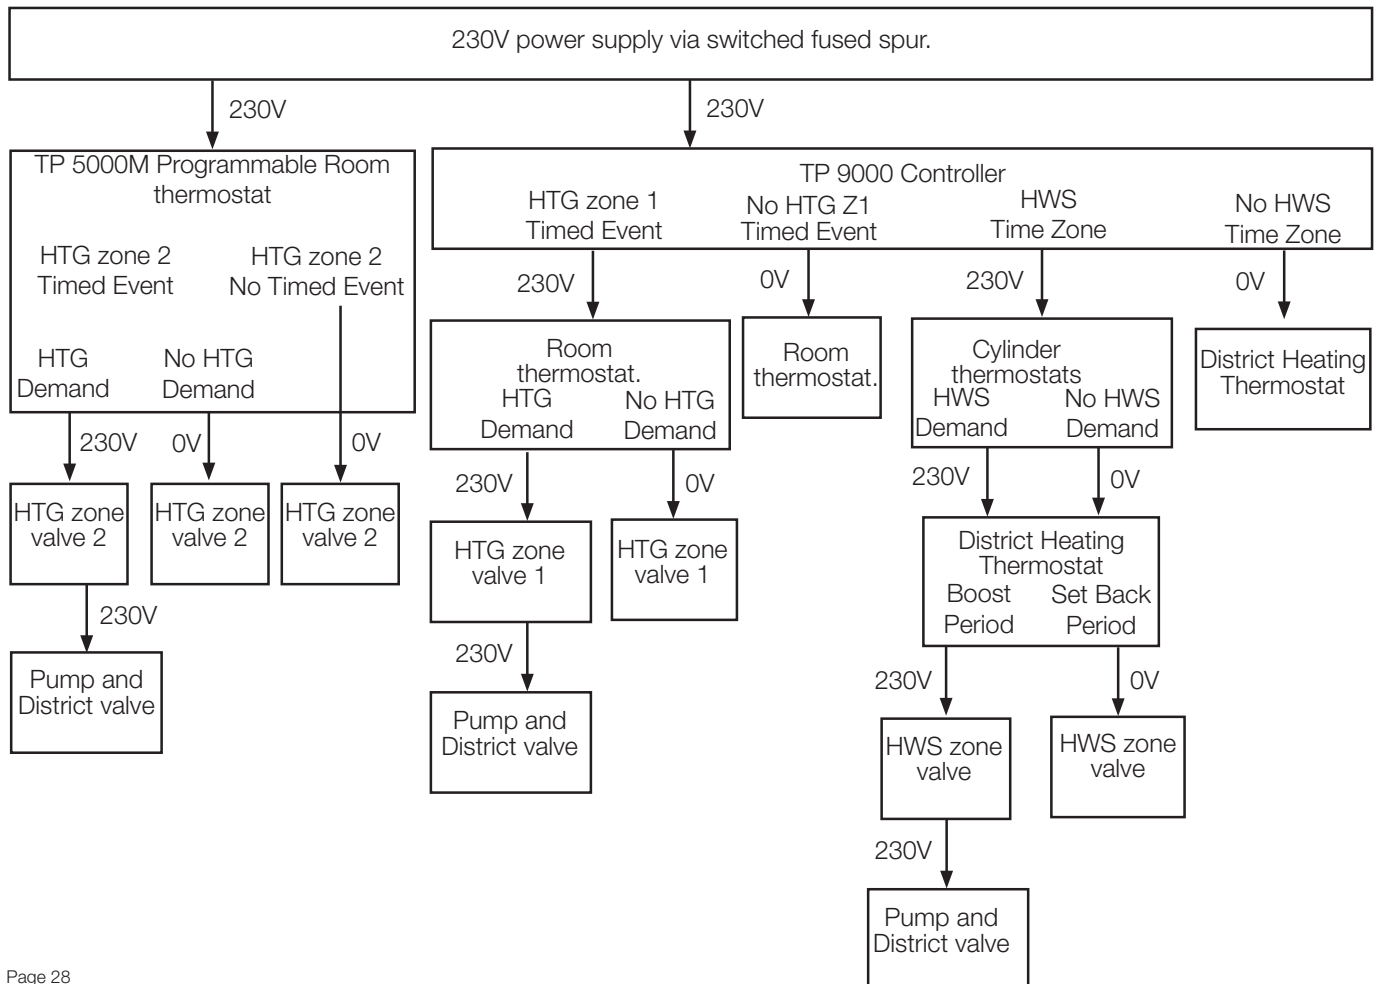 230V power supply via switched fused spur.
230V
230V
TP 5000M Programmable Room
thermostat
HTG zone 2
Timed Event
HTG zone 2
No Timed Event
HTG
Demand
No HTG
Demand
230V
0V
0V
HTG zone
valve 2
HTG zone
valve 2
HTG zone
valve 2
230V
Pump and
District valve
TP 9000 Controller
HTG zone 1
Timed Event
No HTG Z1
Timed Event
HWS
Time Zone
No HWS
Time Zone
230V
0V
230V
0V
Room
thermostat.
HTG
Demand
No HTG
Demand
Room
thermostat.
Cylinder
thermostats
HWS
Demand
No HWS
Demand
District Heating
Thermostat
230V
0V
230V
0V
HTG zone
valve 1
HTG zone
valve 1
230V
Pump and
District valve
District Heating
Thermostat
Boost
Period
Set Back
Period
230V
0V
HWS zone
valve
HWS zone
valve
230V
Pump and
District valve
Page 28